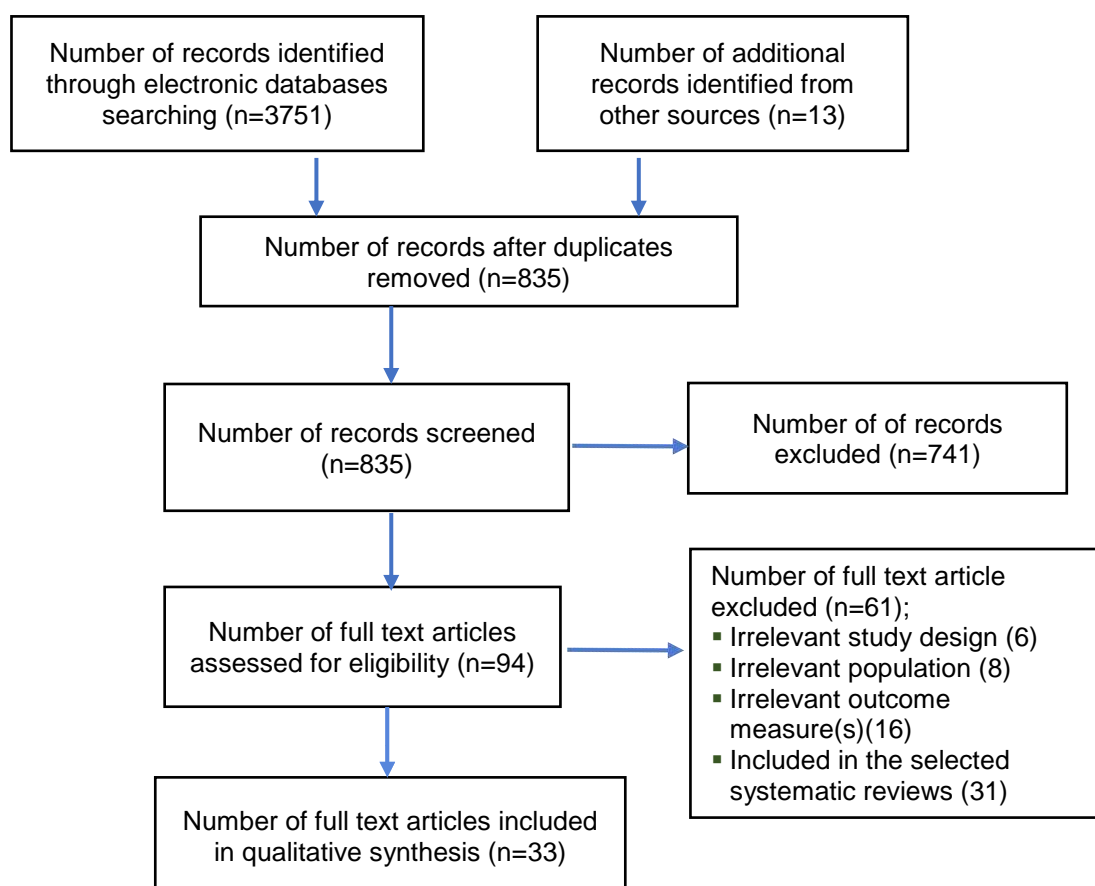 Number of records identified
through electronic databases
searching (n=3751)
Number of additional
records identified from
other sources (n=13)
Number of records after duplicates
removed (n=835)
Number of records screened
(n=835)
Number of of records
excluded (n=741)
Number of full text articles
assessed for eligibility (n=94)
Number of full text article
excluded (n=61);
▪ Irrelevant study design (6)
▪ Irrelevant population (8)
▪ Irrelevant outcome
measure(s)(16)
▪ Included in the selected
systematic reviews (31)
Number of full text articles included
in qualitative synthesis (n=33)